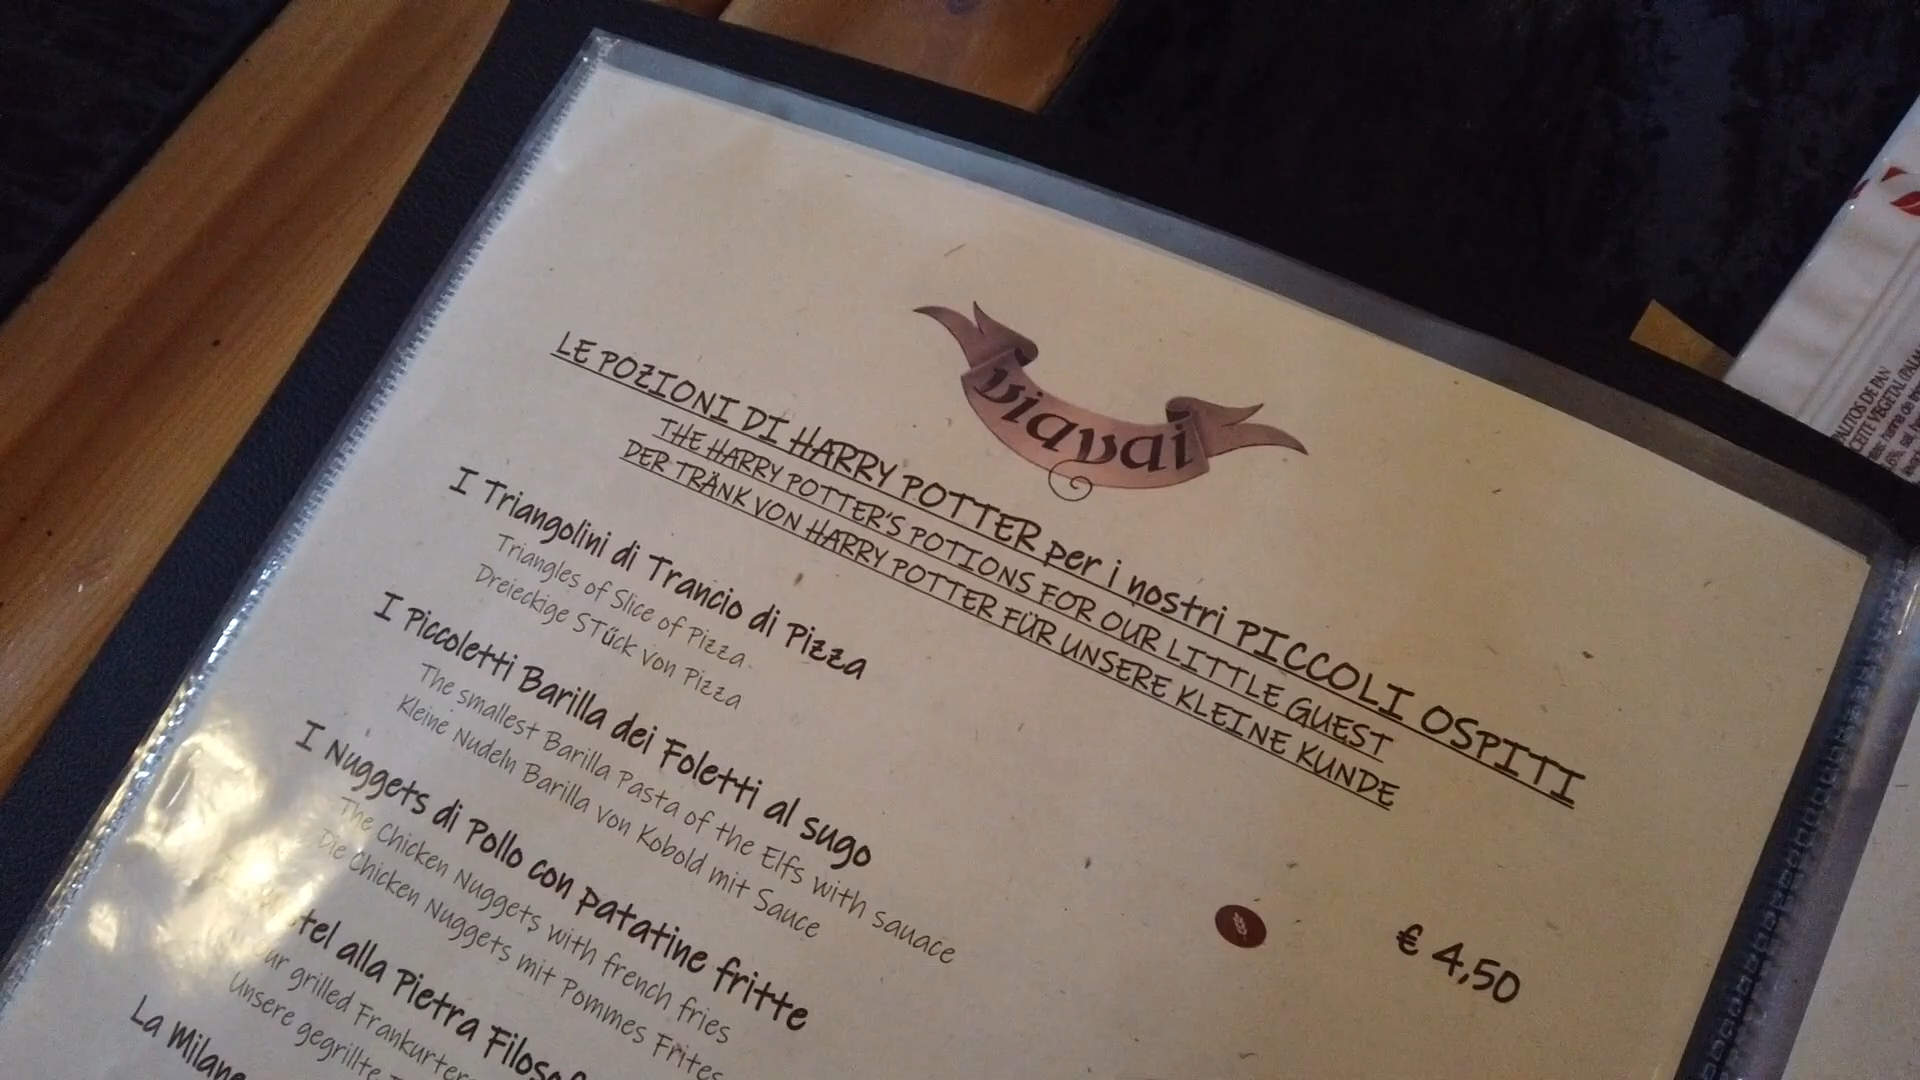 viavai
LE POZIONI DI HARRY POTTER per i nostri PICCOLI OSPITI
THE HARRY POTTER'S POTIONS FOR OUR LITTLE GUEST
DER TRÄNK VON HARRY POTTER FÜR UNSERE KLEINE KUNDE
I Triangolini di Trancio di Pizza
Triangles of Slice of Pizza
Dreieckige STück von Pizza
I Piccoletti Barilla dei Foletti al sugo
The smallest Barilla Pasta of the Elfs with sauace
Kleine Nudeln Barilla von Kobold mit Sauce
€ 4,50
I Nuggets di Pollo con patatine fritte
The Chicken Nuggets with french fries
Die Chicken Nuggets mit Pommes Frites
alla Pietra
grilled
Unsere gegrillte
La
PALITOS DE PAN